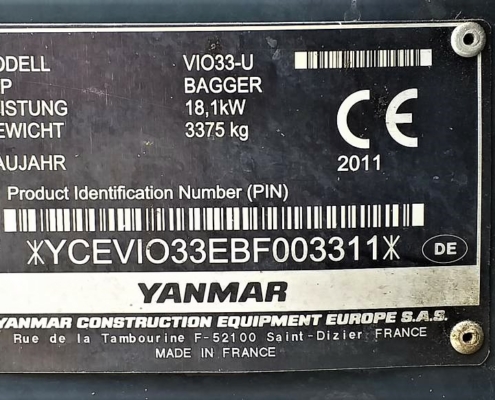 ODELL VIO33-U
P BAGGER
EISTUNG 18,1kW
EWICHT 3375 kg
CE
AUJAHR 2011
Product Identification Number (PIN)
*YCEVIO33EBF003311* DE
YANMAR
YANMAR CONSTRUCTION EQUIPMENT EUROPE S.A.S.
Rue de la Tambourine F-52100 Saint-Dizier FRANCE
MADE IN FRANCE